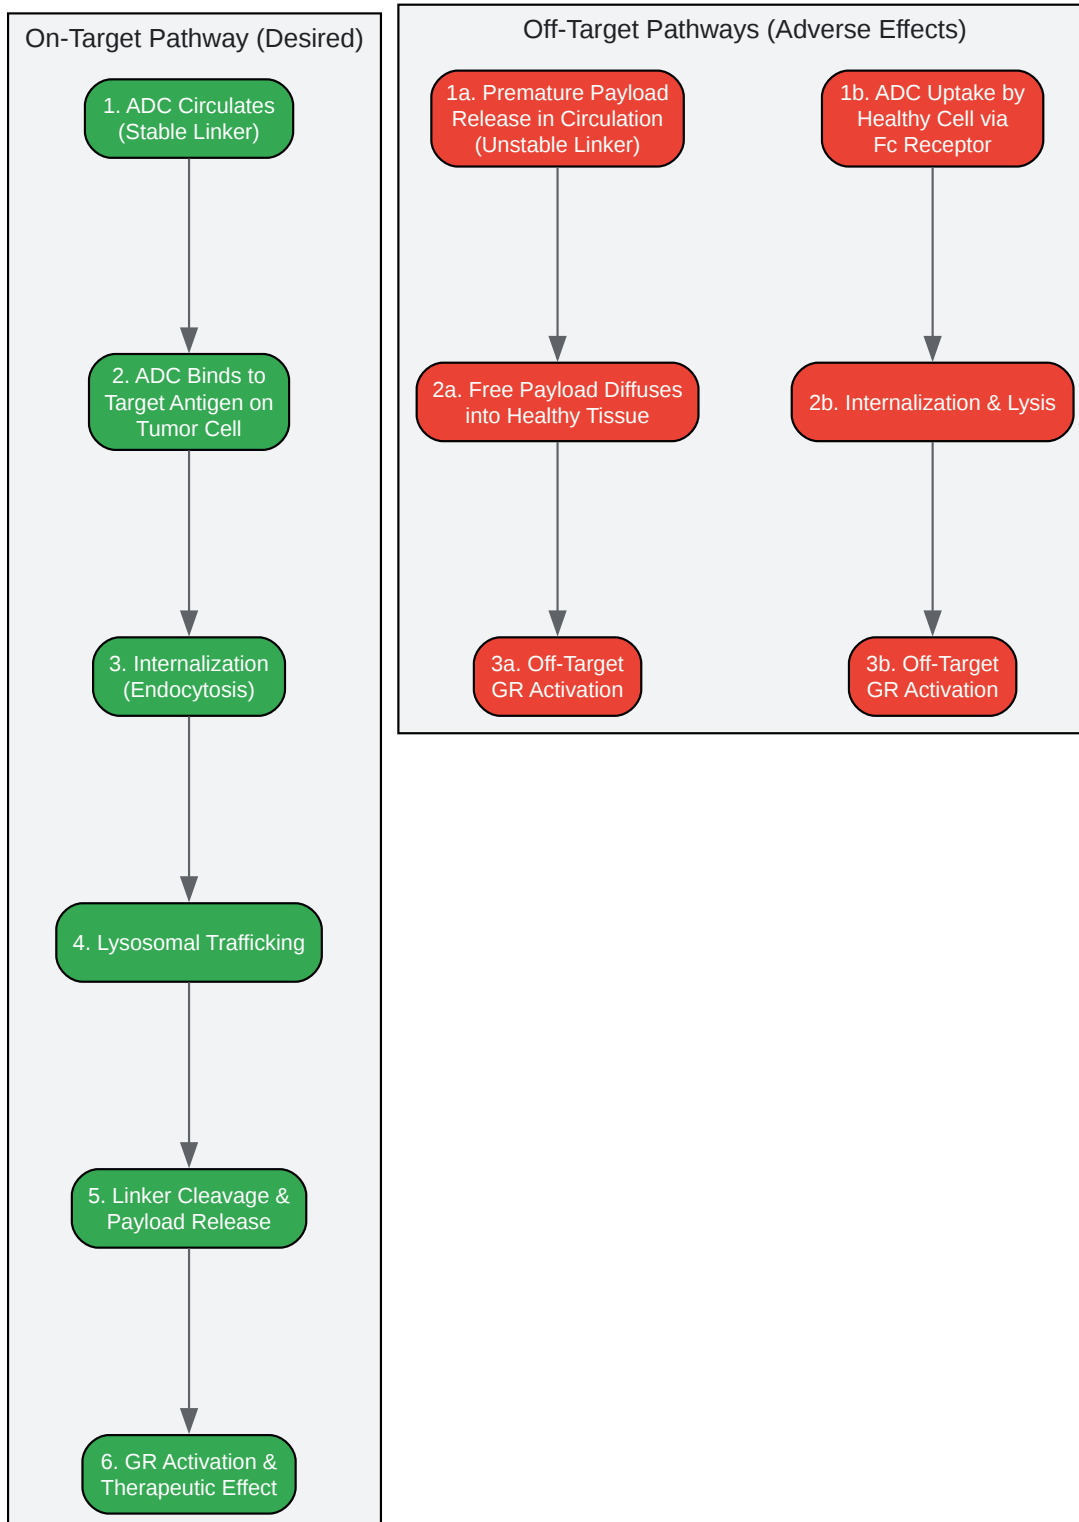 On-Target Pathway (Desired)
1. ADC Circulates
(Stable Linker)
2. ADC Binds to
Target Antigen on
Tumor Cell
3. Internalization
(Endocytosis)
4. Lysosomal Trafficking
5. Linker Cleavage &
Payload Release
6. GR Activation &
Therapeutic Effect
Off-Target Pathways (Adverse Effects)
1a. Premature Payload
Release in Circulation
(Unstable Linker)
2a. Free Payload Diffuses
into Healthy Tissue
3a. Off-Target
GR Activation
1b. ADC Uptake by
Healthy Cell via
Fc Receptor
2b. Internalization & Lysis
3b. Off-Target
GR Activation